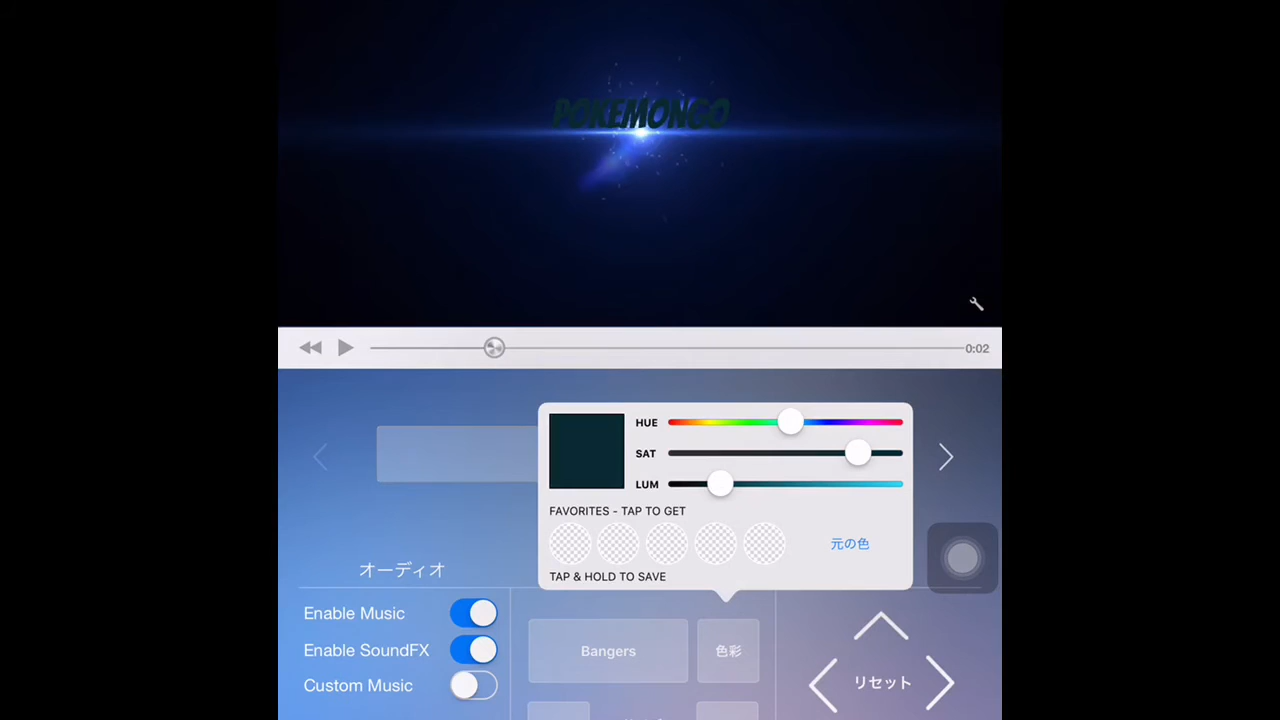 POKEMONGO
0:02
HUE
SAT
LUM
FAVORITES - TAP TO GET
元の色
TAP & HOLD TO SAVE
オーディオ
Enable Music
Enable SoundFX
Custom Music
Bangers
色彩
リセット